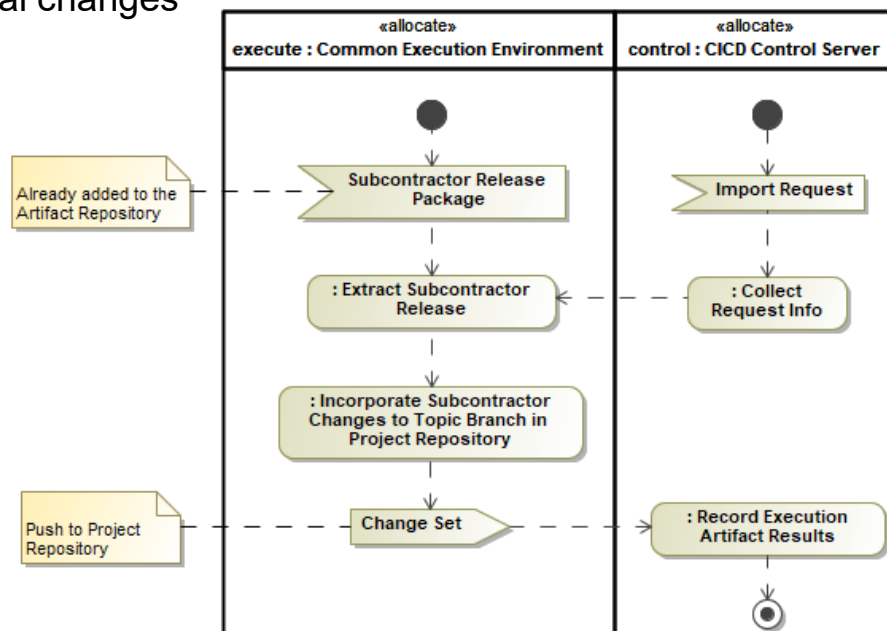 al changes
«allocate»
execute : Common Execution Environment
«allocate»
control : CICD Control Server
Already added to the
Artifact Repository
Subcontractor Release
Package
Import Request
: Extract Subcontractor
Release
: Collect
Request Info
: Incorporate Subcontractor
Changes to Topic Branch in
Project Repository
Push to Project
Repository
Change Set
: Record Execution
Artifact Results